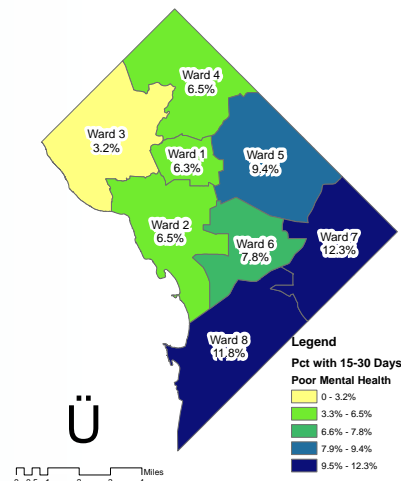 Ward 4
6.5%
Ward 3
3.2%
Ward 1
6.3%
Ward 5
9.4%
Ward 2
6.5%
Ward 6
7.8%
Ward 7
12.3%
Ward 8
11.8%
Legend
Pct with 15-30 Days
Poor Mental Health
0 - 3.2%
3.3% - 6.5%
6.6% - 7.8%
7.9% - 9.4%
9.5% - 12.3%
Ü
Miles